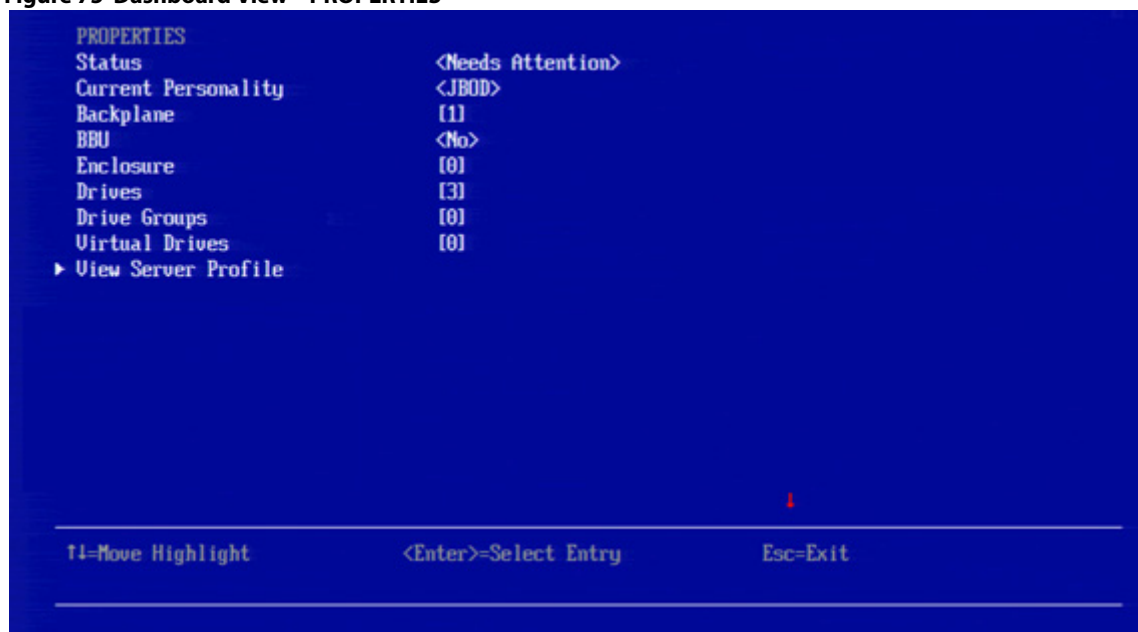 Figure 75 Dashboard View – PROPERTIES
PROPERTIES
Status <Needs Attention>
Current Personality <JBOD>
Backplane [1]
BBU <No>
Enclosure [0]
Drives [3]
Drive Groups [0]
Virtual Drives [0]
▶ View Server Profile
↓
↑↓=Move Highlight <Enter>=Select Entry Esc=Exit